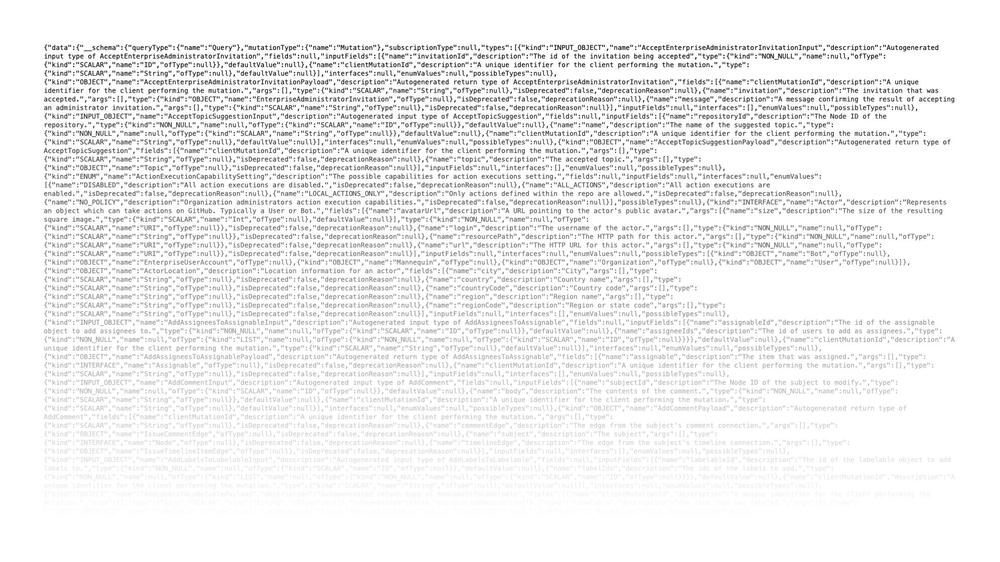 {"data":{"__schema":{"queryType":{"name":"Query"},"mutationType":{"name":"Mutation"},"subscriptionType":null,"types":[{"kind":"INPUT_OBJECT","name":"AcceptEnterpriseAdministratorInvitationInput","description":"Autogenerated
input type of AcceptEnterpriseAdministratorInvitation","fields":null,"inputFields":[{"name":"invitationId","description":"The id of the invitation being accepted","type":{"kind":"NON_NULL","name":null,"ofType":
{"kind":"SCALAR","name":"ID","ofType":null}},"defaultValue":null},{"name":"clientMutationId","description":"A unique identifier for the client performing the mutation.","type":
{"kind":"SCALAR","name":"String","ofType":null},"defaultValue":null}],"interfaces":null,"enumValues":null,"possibleTypes":null},
{"kind":"OBJECT","name":"AcceptEnterpriseAdministratorInvitationPayload","description":"Autogenerated return type of AcceptEnterpriseAdministratorInvitation","fields":[{"name":"clientMutationId","description":"A unique
identifier for the client performing the mutation.","args":[],"type":{"kind":"SCALAR","name":"String","ofType":null},"isDeprecated":false,"deprecationReason":null},{"name":"invitation","description":"The invitation that was
accepted.","args":[],"type":{"kind":"OBJECT","name":"EnterpriseAdministratorInvitation","ofType":null},"isDeprecated":false,"deprecationReason":null},{"name":"message","description":"A message confirming the result of accepting
an administrator invitation.","args":[],"type":{"kind":"SCALAR","name":"String","ofType":null},"isDeprecated":false,"deprecationReason":null}],"inputFields":null,"interfaces":[],"enumValues":null,"possibleTypes":null},
{"kind":"INPUT_OBJECT","name":"AcceptTopicSuggestionInput","description":"Autogenerated input type of AcceptTopicSuggestion","fields":null,"inputFields":[{"name":"repositoryId","description":"The Node ID of the
repository.","type":{"kind":"NON_NULL","name":null,"ofType":{"kind":"SCALAR","name":"ID","ofType":null}},"defaultValue":null},{"name":"name","description":"The name of the suggested topic.","type":
{"kind":"NON_NULL","name":null,"ofType":{"kind":"SCALAR","name":"String","ofType":null}},"defaultValue":null},{"name":"clientMutationId","description":"A unique identifier for the client performing the mutation.","type":
{"kind":"SCALAR","name":"String","ofType":null},"defaultValue":null}],"interfaces":null,"enumValues":null,"possibleTypes":null},{"kind":"OBJECT","name":"AcceptTopicSuggestionPayload","description":"Autogenerated return type of
AcceptTopicSuggestion","fields":[{"name":"clientMutationId","description":"A unique identifier for the client performing the mutation.","args":[],"type":
{"kind":"SCALAR","name":"String","ofType":null},"isDeprecated":false,"deprecationReason":null},{"name":"topic","description":"The accepted topic.","args":[],"type":
{"kind":"OBJECT","name":"Topic","ofType":null},"isDeprecated":false,"deprecationReason":null}],"inputFields":null,"interfaces":[],"enumValues":null,"possibleTypes":null},
{"kind":"ENUM","name":"ActionExecutionCapabilitySetting","description":"The possible capabilities for action executions setting.","fields":null,"inputFields":null,"interfaces":null,"enumValues":
[{"name":"DISABLED","description":"All action executions are disabled.","isDeprecated":false,"deprecationReason":null},{"name":"ALL_ACTIONS","description":"All action executions are
enabled.","isDeprecated":false,"deprecationReason":null},{"name":"LOCAL_ACTIONS_ONLY","description":"Only actions defined within the repo are allowed.","isDeprecated":false,"deprecationReason":null},
{"name":"NO_POLICY","description":"Organization administrators action execution capabilities.","isDeprecated":false,"deprecationReason":null}],"possibleTypes":null},{"kind":"INTERFACE","name":"Actor","description":"Represents
an object which can take actions on GitHub. Typically a User or Bot.","fields":[{"name":"avatarUrl","description":"A URL pointing to the actor's public avatar.","args":[{"name":"size","description":"The size of the resulting
square image.","type":{"kind":"SCALAR","name":"Int","ofType":null},"defaultValue":null}],"type":{"kind":"NON_NULL","name":null,"ofType":
{"kind":"SCALAR","name":"URI","ofType":null}},"isDeprecated":false,"deprecationReason":null},{"name":"login","description":"The username of the actor.","args":[],"type":{"kind":"NON_NULL","name":null,"ofType":
{"kind":"SCALAR","name":"String","ofType":null}},"isDeprecated":false,"deprecationReason":null},{"name":"resourcePath","description":"The HTTP path for this actor.","args":[],"type":{"kind":"NON_NULL","name":null,"ofType":
{"kind":"SCALAR","name":"URI","ofType":null}},"isDeprecated":false,"deprecationReason":null},{"name":"url","description":"The HTTP URL for this actor.","args":[],"type":{"kind":"NON_NULL","name":null,"ofType":
{"kind":"SCALAR","name":"URI","ofType":null}},"isDeprecated":false,"deprecationReason":null}],"inputFields":null,"interfaces":null,"enumValues":null,"possibleTypes":[{"kind":"OBJECT","name":"Bot","ofType":null},
{"kind":"OBJECT","name":"EnterpriseUserAccount","ofType":null},{"kind":"OBJECT","name":"Mannequin","ofType":null},{"kind":"OBJECT","name":"Organization","ofType":null},{"kind":"OBJECT","name":"User","ofType":null}]},
{"kind":"OBJECT","name":"ActorLocation","description":"Location information for an actor","fields":[{"name":"city","description":"City","args":[],"type":
{"kind":"SCALAR","name":"String","ofType":null},"isDeprecated":false,"deprecationReason":null},{"name":"country","description":"Country name","args":[],"type":
{"kind":"SCALAR","name":"String","ofType":null},"isDeprecated":false,"deprecationReason":null},{"name":"countryCode","description":"Country code","args":[],"type":
{"kind":"SCALAR","name":"String","ofType":null},"isDeprecated":false,"deprecationReason":null},{"name":"region","description":"Region name","args":[],"type":
{"kind":"SCALAR","name":"String","ofType":null},"isDeprecated":false,"deprecationReason":null},{"name":"regionCode","description":"Region or state code","args":[],"type":
{"kind":"SCALAR","name":"String","ofType":null},"isDeprecated":false,"deprecationReason":null}],"inputFields":null,"interfaces":[],"enumValues":null,"possibleTypes":null},
{"kind":"INPUT_OBJECT","name":"AddAssigneesToAssignableInput","description":"Autogenerated input type of AddAssigneesToAssignable","fields":null,"inputFields":[{"name":"assignableId","description":"The id of the assignable
object to add assignees to.","type":{"kind":"NON_NULL","name":null,"ofType":{"kind":"SCALAR","name":"ID","ofType":null}},"defaultValue":null},{"name":"assigneeIds","description":"The id of users to add as assignees.","type":
{"kind":"NON_NULL","name":null,"ofType":{"kind":"LIST","name":null,"ofType":{"kind":"NON_NULL","name":null,"ofType":{"kind":"SCALAR","name":"ID","ofType":null}}}},"defaultValue":null},{"name":"clientMutationId","description":"A
unique identifier for the client performing the mutation.","type":{"kind":"SCALAR","name":"String","ofType":null},"defaultValue":null}],"interfaces":null,"enumValues":null,"possibleTypes":null},
{"kind":"OBJECT","name":"AddAssigneesToAssignablePayload","description":"Autogenerated return type of AddAssigneesToAssignable","fields":[{"name":"assignable","description":"The item that was assigned.","args":[],"type":
{"kind":"INTERFACE","name":"Assignable","ofType":null},"isDeprecated":false,"deprecationReason":null},{"name":"clientMutationId","description":"A unique identifier for the client performing the mutation.","args":[],"type":
{"kind":"SCALAR","name":"String","ofType":null},"isDeprecated":false,"deprecationReason":null}],"inputFields":null,"interfaces":[],"enumValues":null,"possibleTypes":null},
{"kind":"INPUT_OBJECT","name":"AddCommentInput","description":"Autogenerated input type of AddComment","fields":null,"inputFields":[{"name":"subjectId","description":"The Node ID of the subject to modify.","type":
{"kind":"NON_NULL","name":null,"ofType":{"kind":"SCALAR","name":"ID","ofType":null}},"defaultValue":null},{"name":"body","description":"The contents of the comment.","type":{"kind":"NON_NULL","name":null,"ofType":
{"kind":"SCALAR","name":"String","ofType":null}},"defaultValue":null},{"name":"clientMutationId","description":"A unique identifier for the client performing the mutation.","type":
{"kind":"SCALAR","name":"String","ofType":null},"defaultValue":null}],"interfaces":null,"enumValues":null,"possibleTypes":null},{"kind":"OBJECT","name":"AddCommentPayload","description":"Autogenerated return type of
AddComment","fields":[{"name":"clientMutationId","description":"A unique identifier for the client performing the mutation.","args":[],"type":
{"kind":"SCALAR","name":"String","ofType":null},"isDeprecated":false,"deprecationReason":null},{"name":"commentEdge","description":"The edge from the subject's comment connection.","args":[],"type":
{"kind":"OBJECT","name":"IssueCommentEdge","ofType":null},"isDeprecated":false,"deprecationReason":null},{"name":"subject","description":"The subject","args":[],"type":
{"kind":"INTERFACE","name":"Node","ofType":null},"isDeprecated":false,"deprecationReason":null},{"name":"timelineEdge","description":"The edge from the subject's timeline connection.","args":[],"type":
{"kind":"OBJECT","name":"IssueTimelineItemEdge","ofType":null},"isDeprecated":false,"deprecationReason":null}],"inputFields":null,"interfaces":[],"enumValues":null,"possibleTypes":null},
{"kind":"INPUT_OBJECT","name":"AddLabelsToLabelableInput","description":"Autogenerated input type of AddLabelsToLabelable","fields":null,"inputFields":[{"name":"labelableId","description":"The id of the labelable object to add
labels to.","type":{"kind":"NON_NULL","name":null,"ofType":{"kind":"SCALAR","name":"ID","ofType":null}},"defaultValue":null},{"name":"labelIds","description":"The ids of the labels to add.","type":
{"kind":"NON_NULL","name":null,"ofType":{"kind":"LIST","name":null,"ofType":{"kind":"NON_NULL","name":null,"ofType":{"kind":"SCALAR","name":"ID","ofType":null}}}},"defaultValue":null},{"name":"clientMutationId","description":"A
unique identifier for the client performing the mutation.","type":{"kind":"SCALAR","name":"String","ofType":null},"defaultValue":null}],"interfaces":null,"enumValues":null,"possibleTypes":null},
{"kind":"OBJECT","name":"AddLabelsToLabelablePayload","description":"Autogenerated return type of AddLabelsToLabelable","fields":[{"name":"clientMutationId","description":"A unique identifier for the client performing the
mutation.","args":[],"type":{"kind":"SCALAR","name":"String","ofType":null},"isDeprecated":false,"deprecationReason":null},{"name":"labelable","description":"The item that was labeled.","args":[],"type":
{"kind":"INTERFACE","name":"Labelable","ofType":null},"isDeprecated":false,"deprecationReason":null}],"inputFields":null,"interfaces":[],"enumValues":null,"possibleTypes":null},